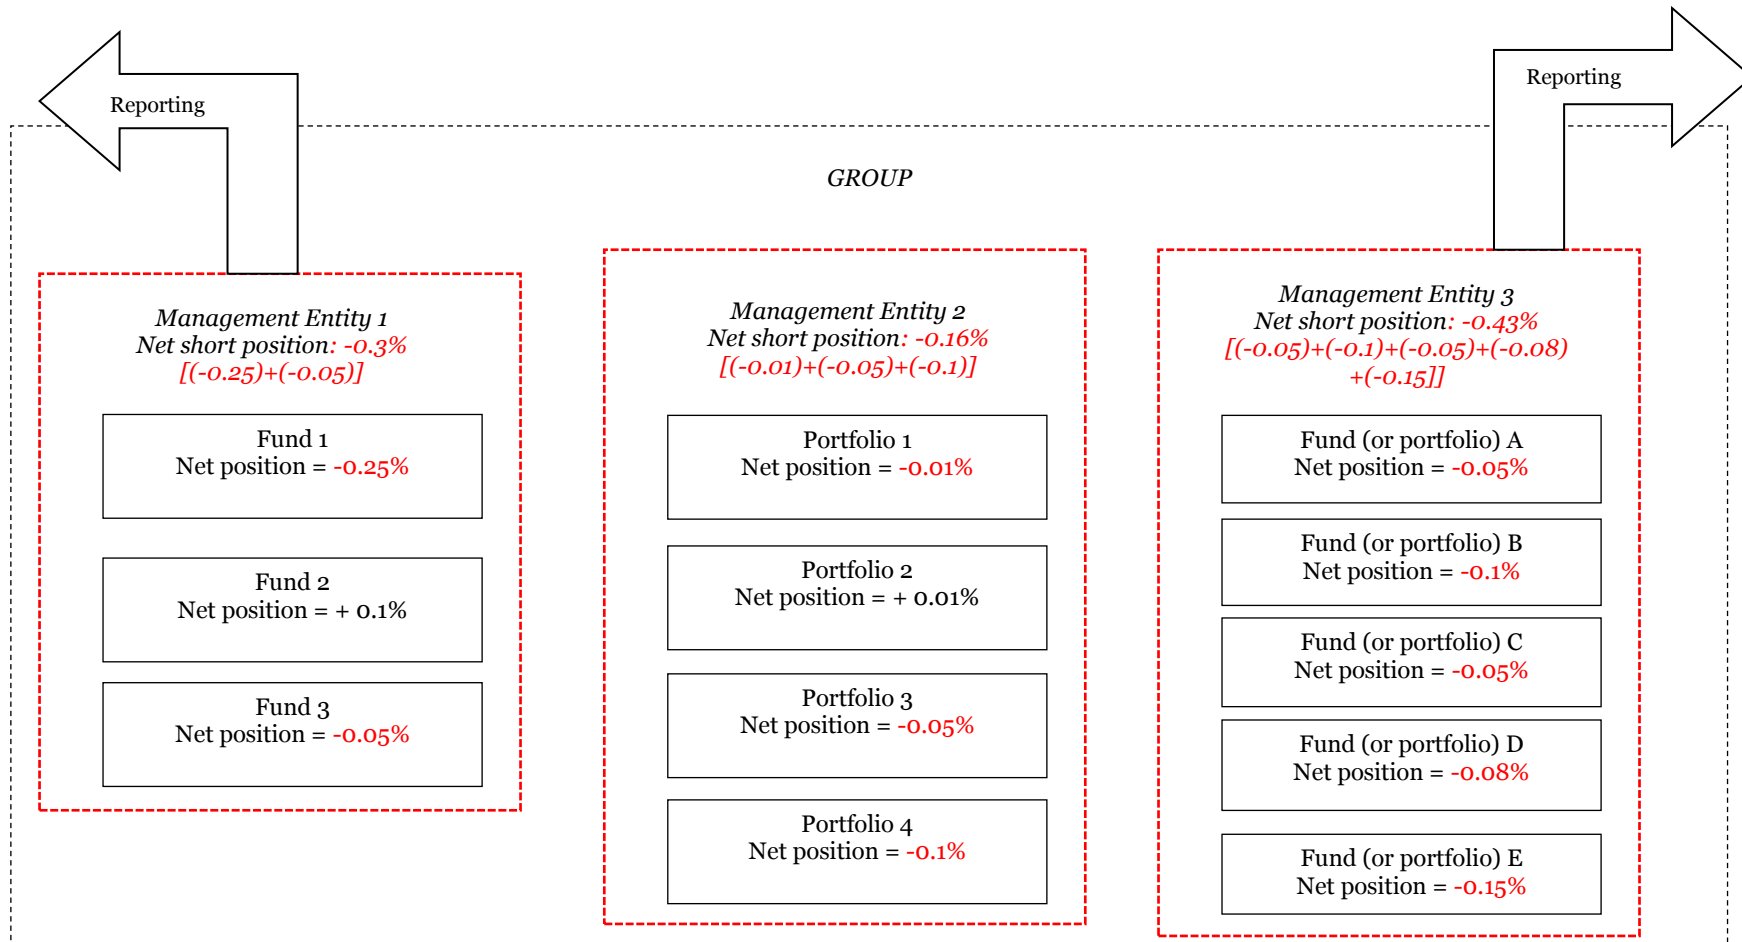 Reporting
Reporting
GROUP
Management Entity 1
Net short position: -0.3%
[(-0.25)+(-0.05)]
Fund 1
Net position = -0.25%
Fund 2
Net position = + 0.1%
Fund 3
Net position = -0.05%
Management Entity 2
Net short position: -0.16%
[(-0.01)+(-0.05)+(-0.1)]
Portfolio 1
Net position = -0.01%
Portfolio 2
Net position = + 0.01%
Portfolio 3
Net position = -0.05%
Portfolio 4
Net position = -0.1%
Management Entity 3
Net short position: -0.43%
[(-0.05)+(-0.1)+(-0.05)+(-0.08)
+(-0.15]]
Fund (or portfolio) A
Net position = -0.05%
Fund (or portfolio) B
Net position = -0.1%
Fund (or portfolio) C
Net position = -0.05%
Fund (or portfolio) D
Net position = -0.08%
Fund (or portfolio) E
Net position = -0.15%